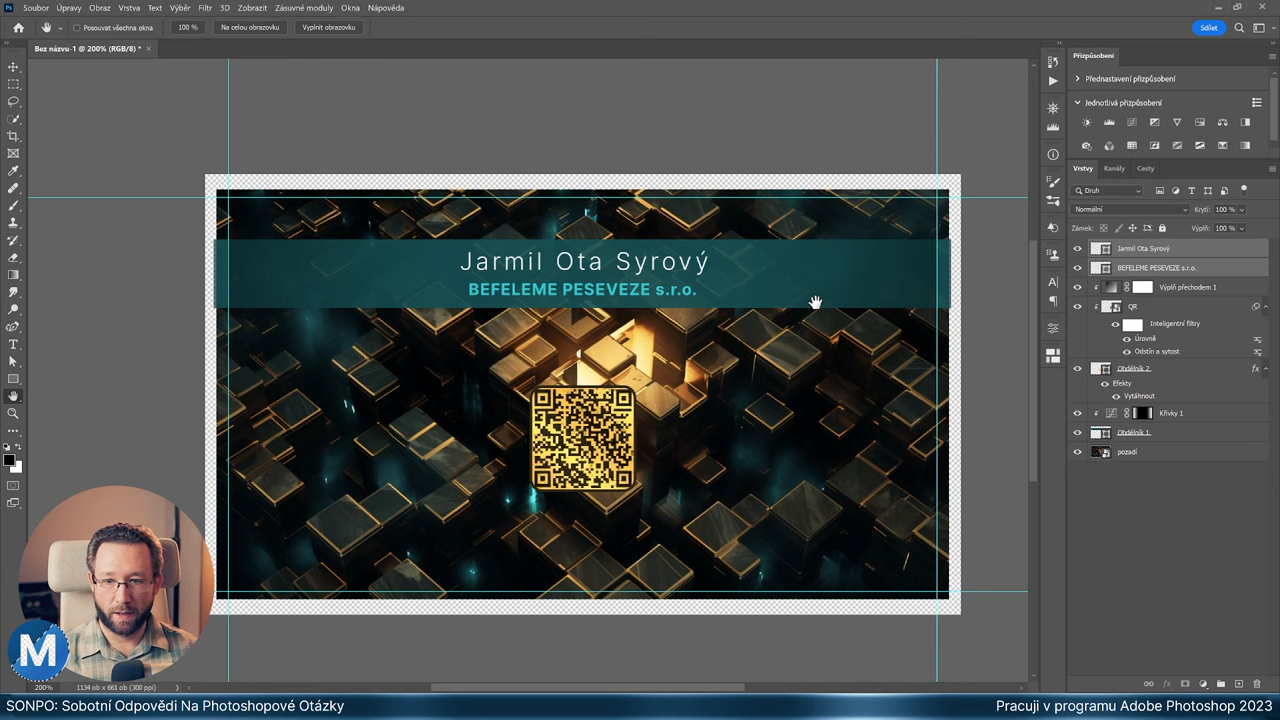 Soubor Úpravy Obraz Vrstva Text Výběr Filtr 3D Zobrazit Zásuvné moduly Okna Nápověda
Posouvat všechna okna 100 % Na celou obrazovku Vyplnit obrazovku Sdílet
Bez názvu-1 @ 200% (RGB/8) *
Přizpůsobení
Přednastavení přizpůsobení
Jednotlivá přizpůsobení
Vrstvy Kanály Cesty
Druh
Normální Krytí: 100 %
Zámek: Výplň: 100 %
Jarmil Ota Syrový
BEFELEME PESEVEZE s.r.o.
Výplň přechodem 1
QR
Inteligentní filtry
Úrovně
Odstín a sytost
Obdélník 2
Efekty
Vytáhnout
Křivky 1
Obdélník 1
pozadí
Jarmil Ota Syrový
BEFELEME PESEVEZE s.r.o.
M
200% 1134 ob x 661 ob (300 ppi)
SONPO: Sobotní Odpovědi Na Photoshopové Otázky
Pracuji v programu Adobe Photoshop 2023